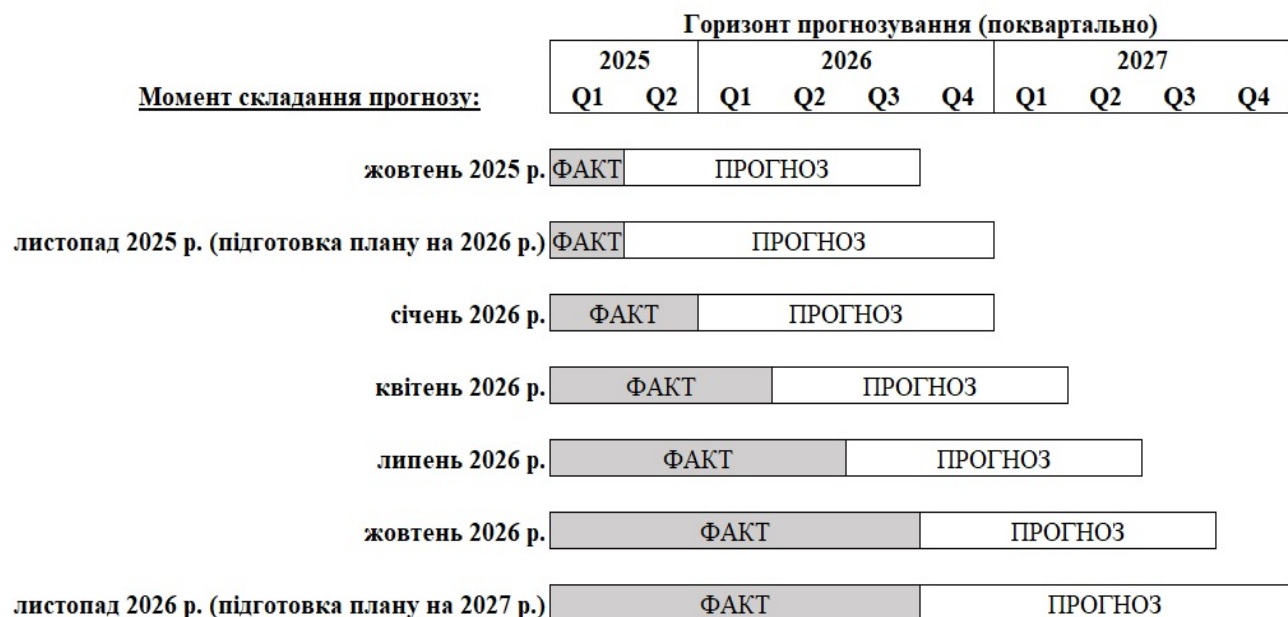 Горизонт прогнозування (поквартально)
2025 2026 2027
Момент складання прогнозу: Q1 Q2 Q1 Q2 Q3 Q4 Q1 Q2 Q3 Q4
жовтень 2025 р. ФАКТ ПРОГНОЗ
листопад 2025 р. (підготовка плану на 2026 р.) ФАКТ ПРОГНОЗ
січень 2026 р. ФАКТ ПРОГНОЗ
квітень 2026 р. ФАКТ ПРОГНОЗ
липень 2026 р. ФАКТ ПРОГНОЗ
жовтень 2026 р. ФАКТ ПРОГНОЗ
листопад 2026 р. (підготовка плану на 2027 р.) ФАКТ ПРОГНОЗ